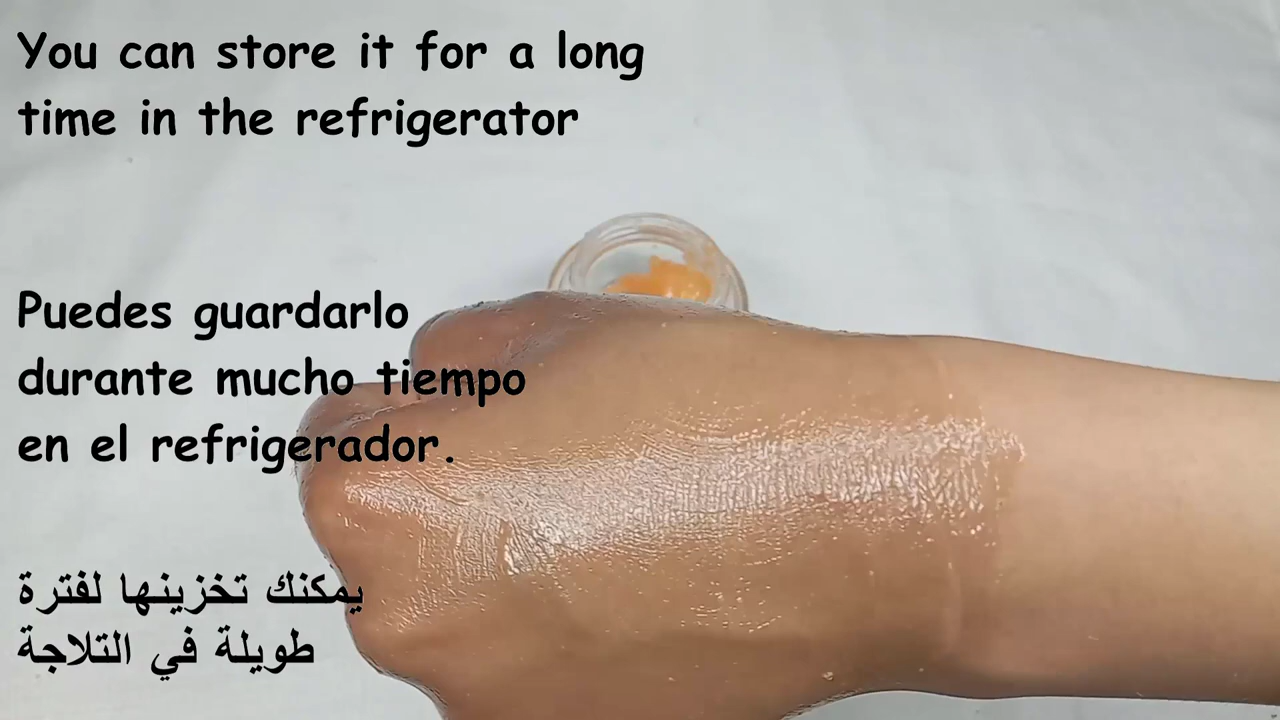 You can store it for a long
time in the refrigerator
Puedes guardarlo
durante mucho tiempo
en el refrigerador.
يمكنك تخزينها لفترة
طويلة في التلاجة